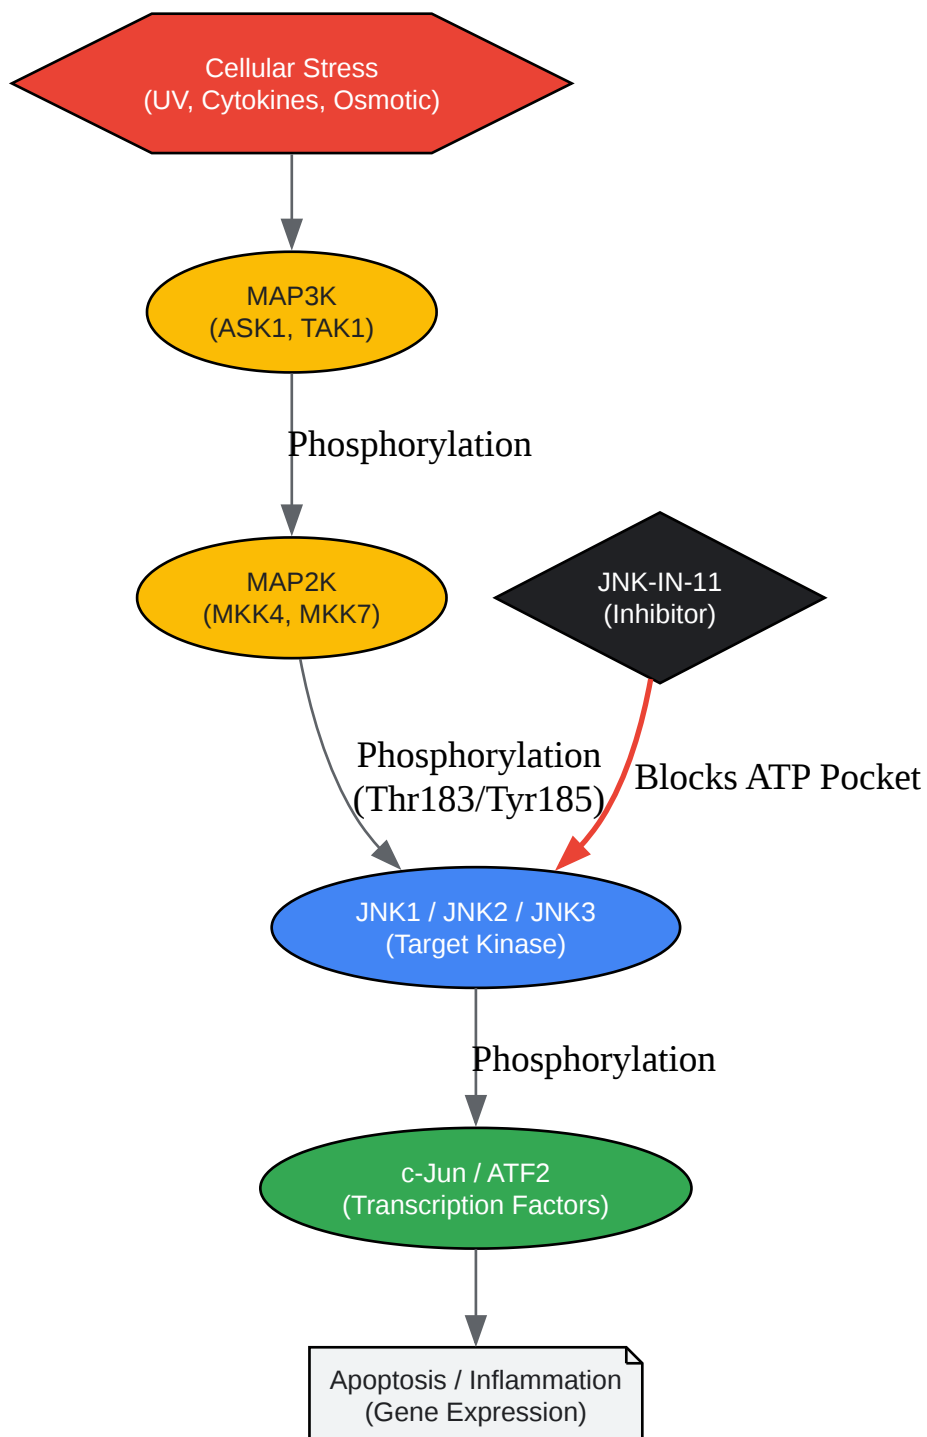 Cellular Stress
(UV, Cytokines, Osmotic)
MAP3K
(ASK1, TAK1)
Phosphorylation
MAP2K
(MKK4, MKK7)
JNK-IN-11
(Inhibitor)
Phosphorylation
(Thr183/Tyr185)
Blocks ATP Pocket
JNK1 / JNK2 / JNK3
(Target Kinase)
Phosphorylation
c-Jun / ATF2
(Transcription Factors)
Apoptosis / Inflammation
(Gene Expression)